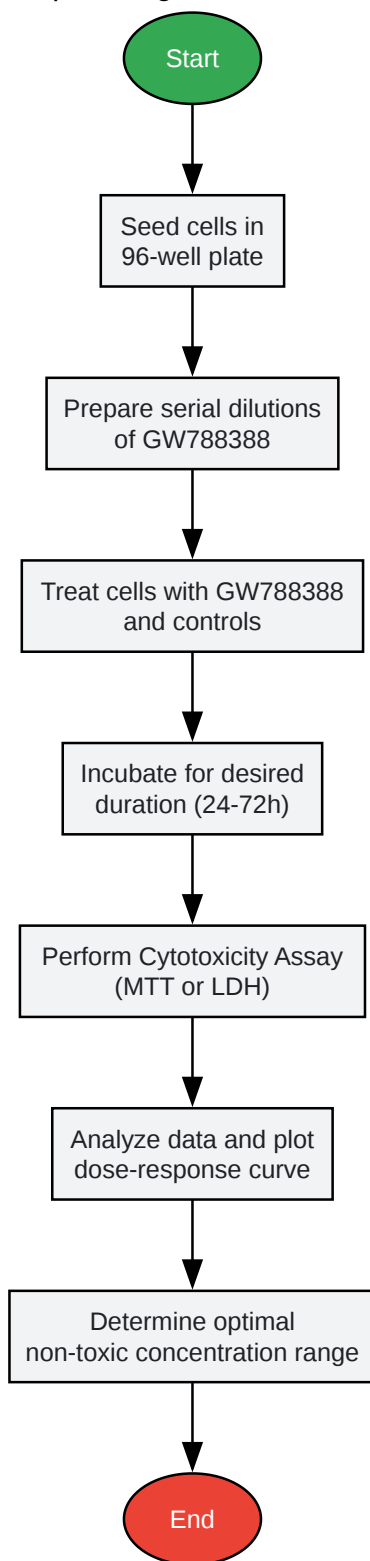 Start
Seed cells in
96-well plate
Prepare serial dilutions
of GW788388
Treat cells with GW788388
and controls
Incubate for desired
duration (24-72h)
Perform Cytotoxicity Assay
(MTT or LDH)
Analyze data and plot
dose-response curve
Determine optimal
non-toxic concentration range
End